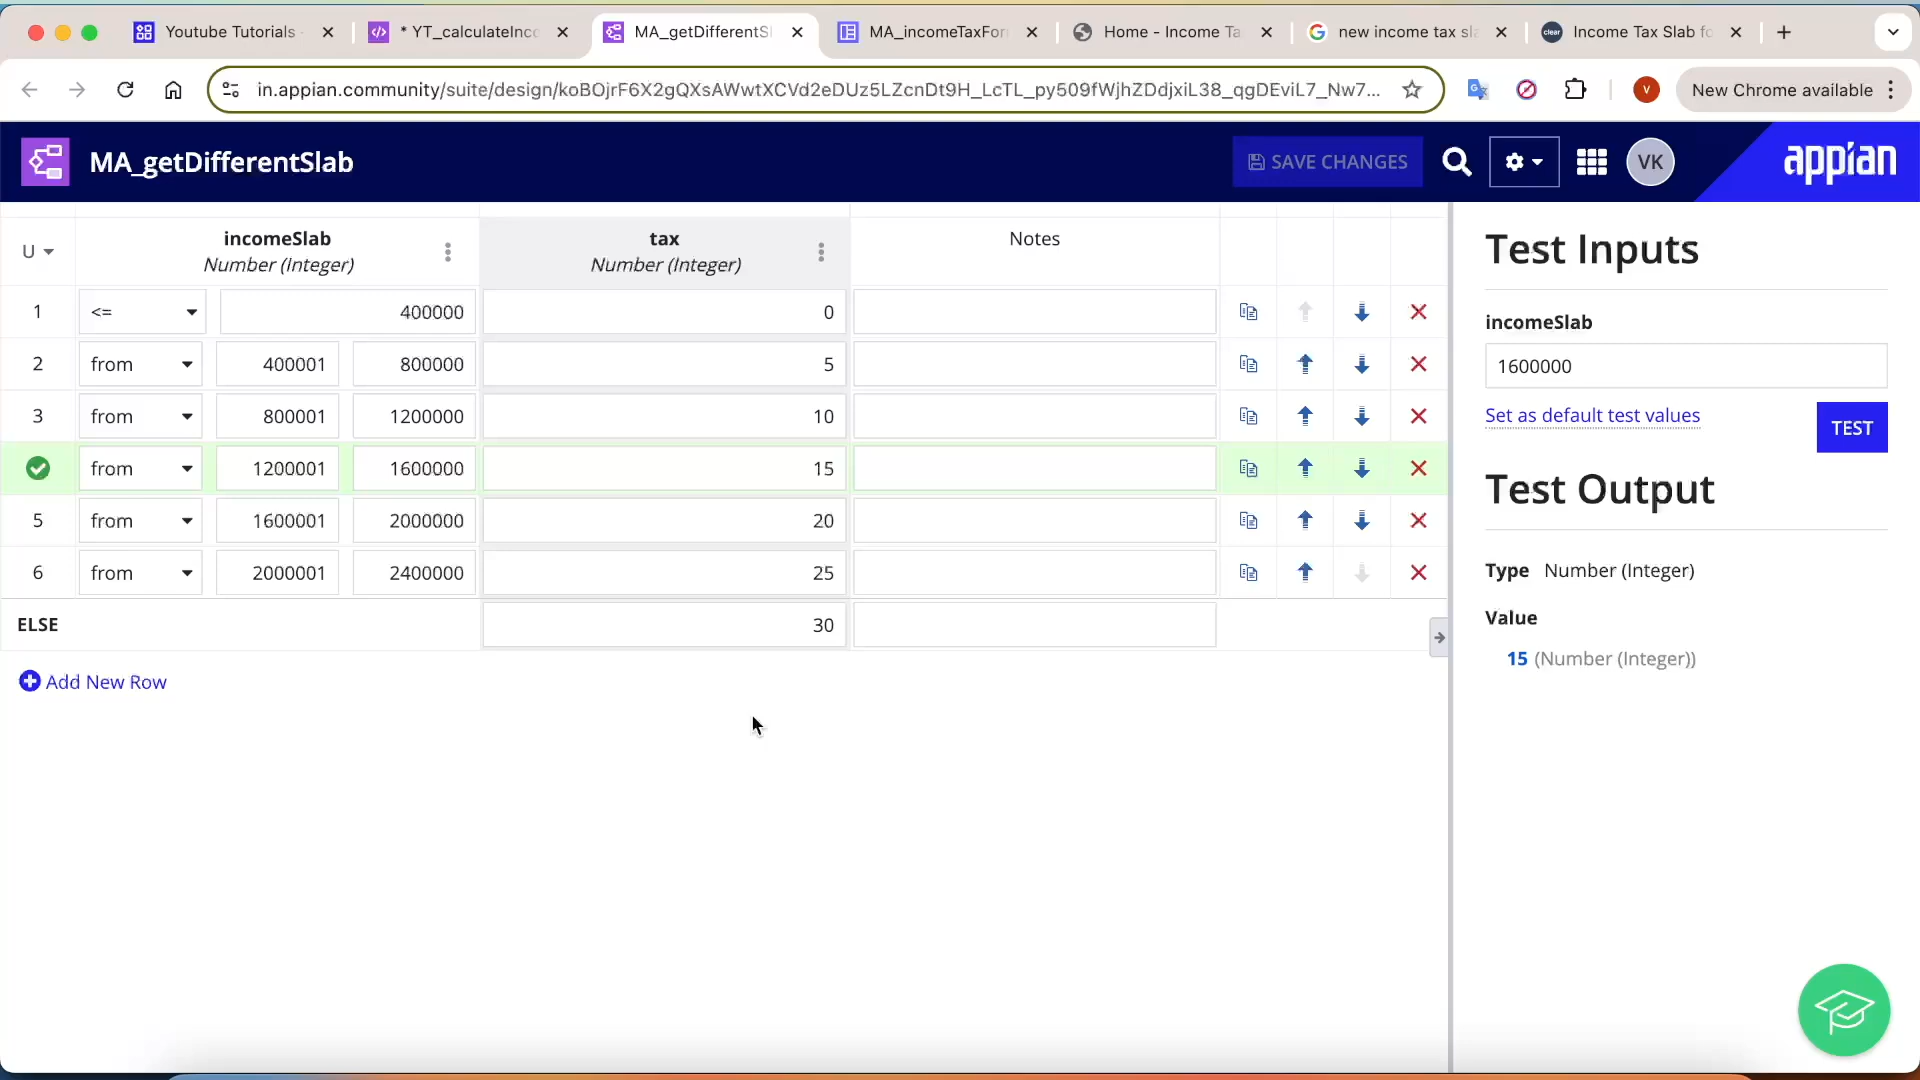 Youtube Tutorials -
* YT_calculateInco
MA_getDifferentSl
MA_incomeTaxFor
Home - Income Ta
new income tax sla
clear
Income Tax Slab fo
in.appian.community/suite/design/koBOjrF6X2gQXsAWwtXCVd2eDUz5LZcnDt9H_LcTL_py509fWjhZDdjxiL38_qgDEviL7_Nw7...
V
New Chrome available
MA_getDifferentSlab
SAVE CHANGES
VK
appian
U
incomeSlab
Number (Integer)
tax
Number (Integer)
Notes
1 <= 400000 0
2 from 400001 800000 5
3 from 800001 1200000 10
from 1200001 1600000 15
5 from 1600001 2000000 20
6 from 2000001 2400000 25
ELSE 30
Add New Row
Test Inputs
incomeSlab
1600000
Set as default test values
TEST
Test Output
Type Number (Integer)
Value
15 (Number (Integer))